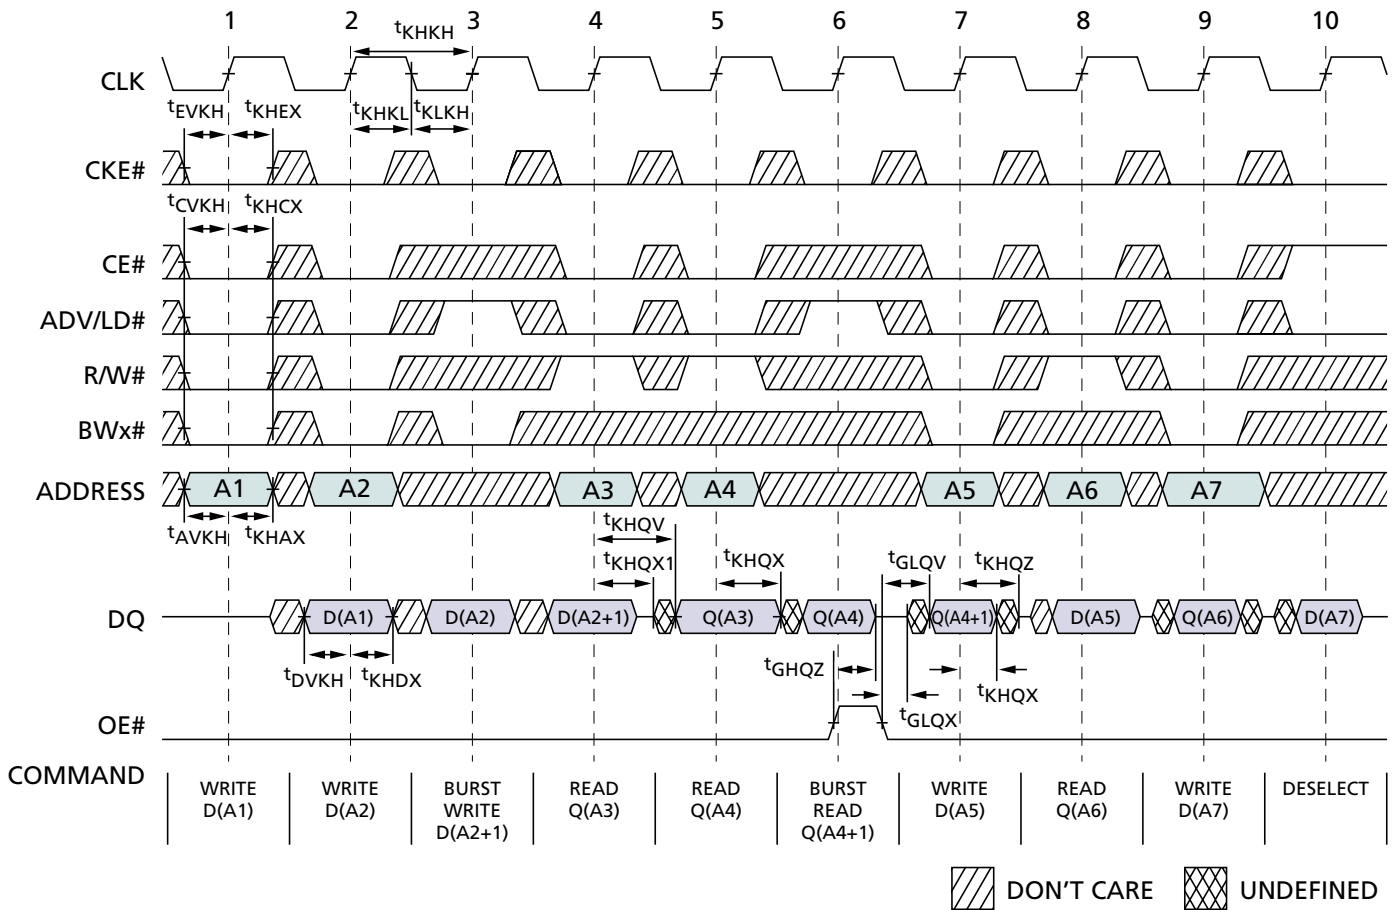 1 2 3 4 5 6 7 8 9 10
tKHKH
CLK
tEVKH tKHEX tKHKL tKLKH
CKE#
tCVKH tKHCX
CE#
ADV/LD#
R/W#
BWx#
ADDRESS A1 A2 A3 A4 A5 A6 A7
tAVKH tKHAX
tKHQV
tKHQX1 tKHQX tGLQV tKHQZ
DQ D(A1) D(A2) D(A2+1) Q(A3) Q(A4) Q(A4+1) D(A5) Q(A6) D(A7)
tDVKH tKHDX tGHQZ tKHQX
tGLQX
OE#
COMMAND
WRITE WRITE BURST READ READ BURST WRITE READ WRITE DESELECT
D(A1) D(A2) WRITE Q(A3) Q(A4) READ D(A5) Q(A6) D(A7)
D(A2+1) Q(A4+1)
DON'T CARE UNDEFINED